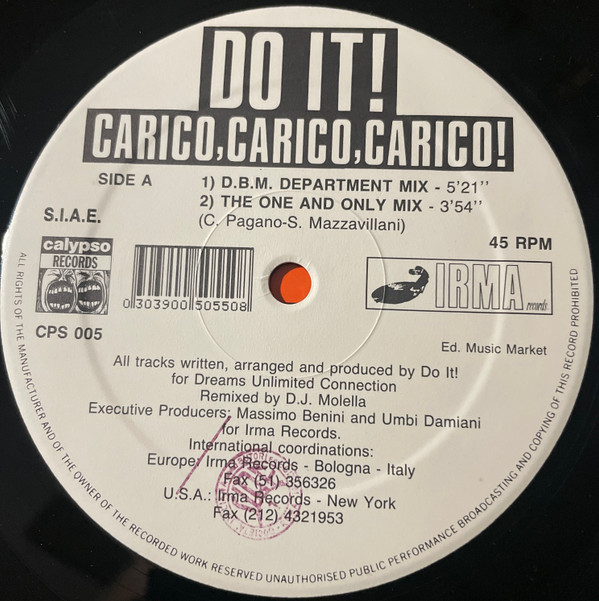 DO IT!
CARICO, CARICO, CARICO!
SIDE A
1) D.B.M. DEPARTMENT MIX - 5'21''
2) THE ONE AND ONLY MIX - 3'54''
(C. Pagano-S. Mazzavillani)
S.I.A.E.
45 RPM
calypso
RECORDS
0 303900 505508
IRMA
records
CPS 005
Ed. Music Market
All tracks written, arranged and produced by Do It!
for Dreams Unlimited Connection
Remixed by D.J. Molella
Executive Producers: Massimo Benini and Umbi Damiani
for Irma Records.
International coordinations:
Europe: Irma Records - Bologna - Italy
Fax (51) 356326
U.S.A.: Irma Records - New York
Fax (212) 4321953
ALL RIGHTS OF THE MANUFACTURER AND OF THE OWNER OF THE RECORDED WORK RESERVED UNAUTHORISED PUBLIC PERFORMANCE BROADCASTING AND COPYING OF THIS RECORD PROHIBITED